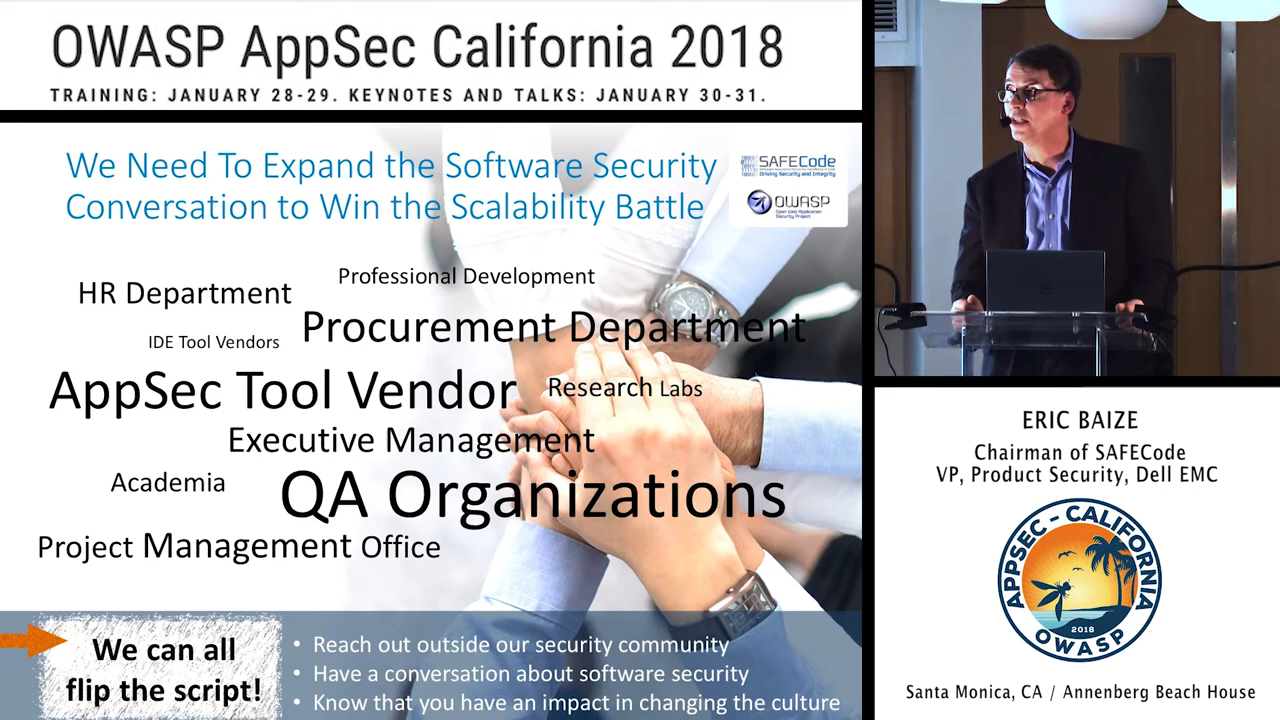 OWASP AppSec California 2018
TRAINING: JANUARY 28-29. KEYNOTES AND TALKS: JANUARY 30-31.
We Need To Expand the Software Security
Conversation to Win the Scalability Battle
SAFECode
Driving Security and Integrity
OWASP
Open Web Application
Security Project
HR Department
Professional Development
IDE Tool Vendors
Procurement Department
AppSec Tool Vendor
Research Labs
Executive Management
Academia
QA Organizations
Project Management Office
We can all
flip the script!
• Reach out outside our security community
• Have a conversation about software security
• Know that you have an impact in changing the culture
ERIC BAIZE
Chairman of SAFECode
VP, Product Security, Dell EMC
APPSEC - CALIFORNIA
2018
OWASP
Santa Monica, CA / Annenberg Beach House